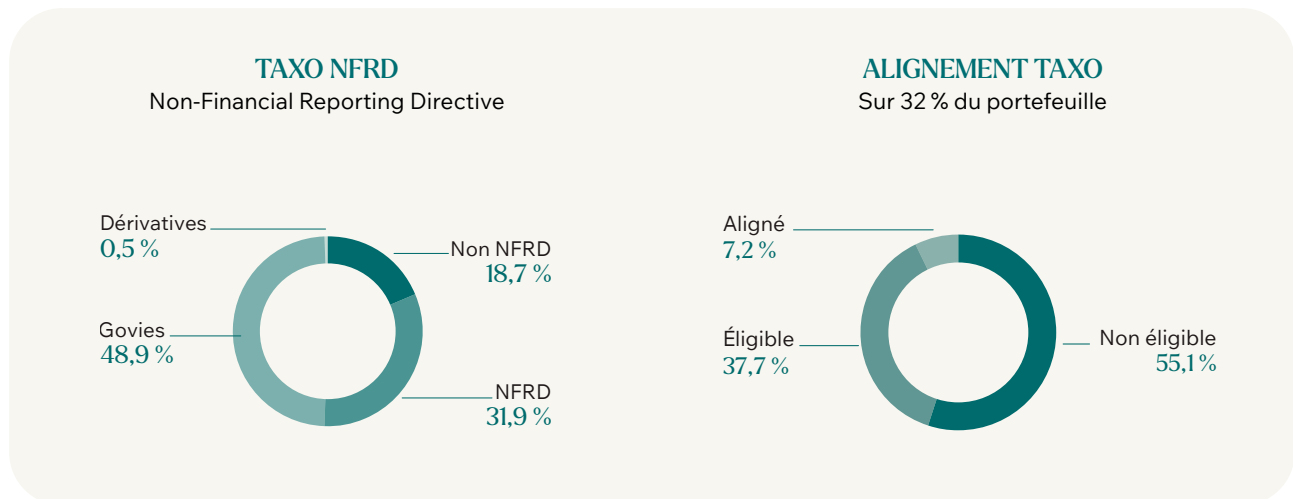 TAXO NFRD
Non-Financial Reporting Directive
Dérivatives
0,5 %
Non NFRD
18,7 %
Govies
48,9 %
NFRD
31,9 %
ALIGNEMENT TAXO
Sur 32 % du portefeuille
Aligné
7,2 %
Éligible
37,7 %
Non éligible
55,1 %